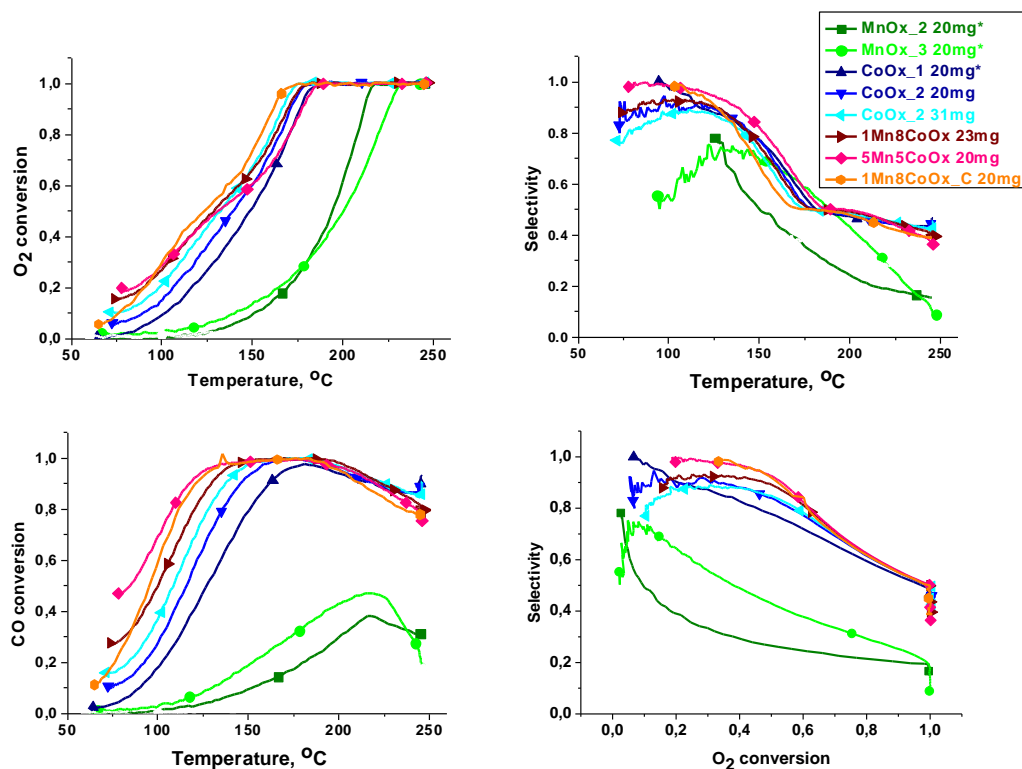 MnOx_2 20mg*
MnOx_3 20mg*
CoOx_1 20mg*
CoOx_2 20mg
CoOx_2 31mg
1Mn8CoOx 23mg
5Mn5CoOx 20mg
1Mn8CoOx_C 20mg
O2 conversion
1,0
0,8
0,6
0,4
0,2
0,0
50 100 150 200 250
Temperature, °C
Selectivity
1.0
0.8
0.6
0.4
0.2
0.0
50 100 150 200 250
Temperature, °C
CO conversion
1,0
0,8
0,6
0,4
0,2
0,0
50 100 150 200 250
Temperature, °C
Selectivity
1,0
0,8
0,6
0,4
0,2
0,0
0,0 0,2 0,4 0,6 0,8 1,0
O2 conversion